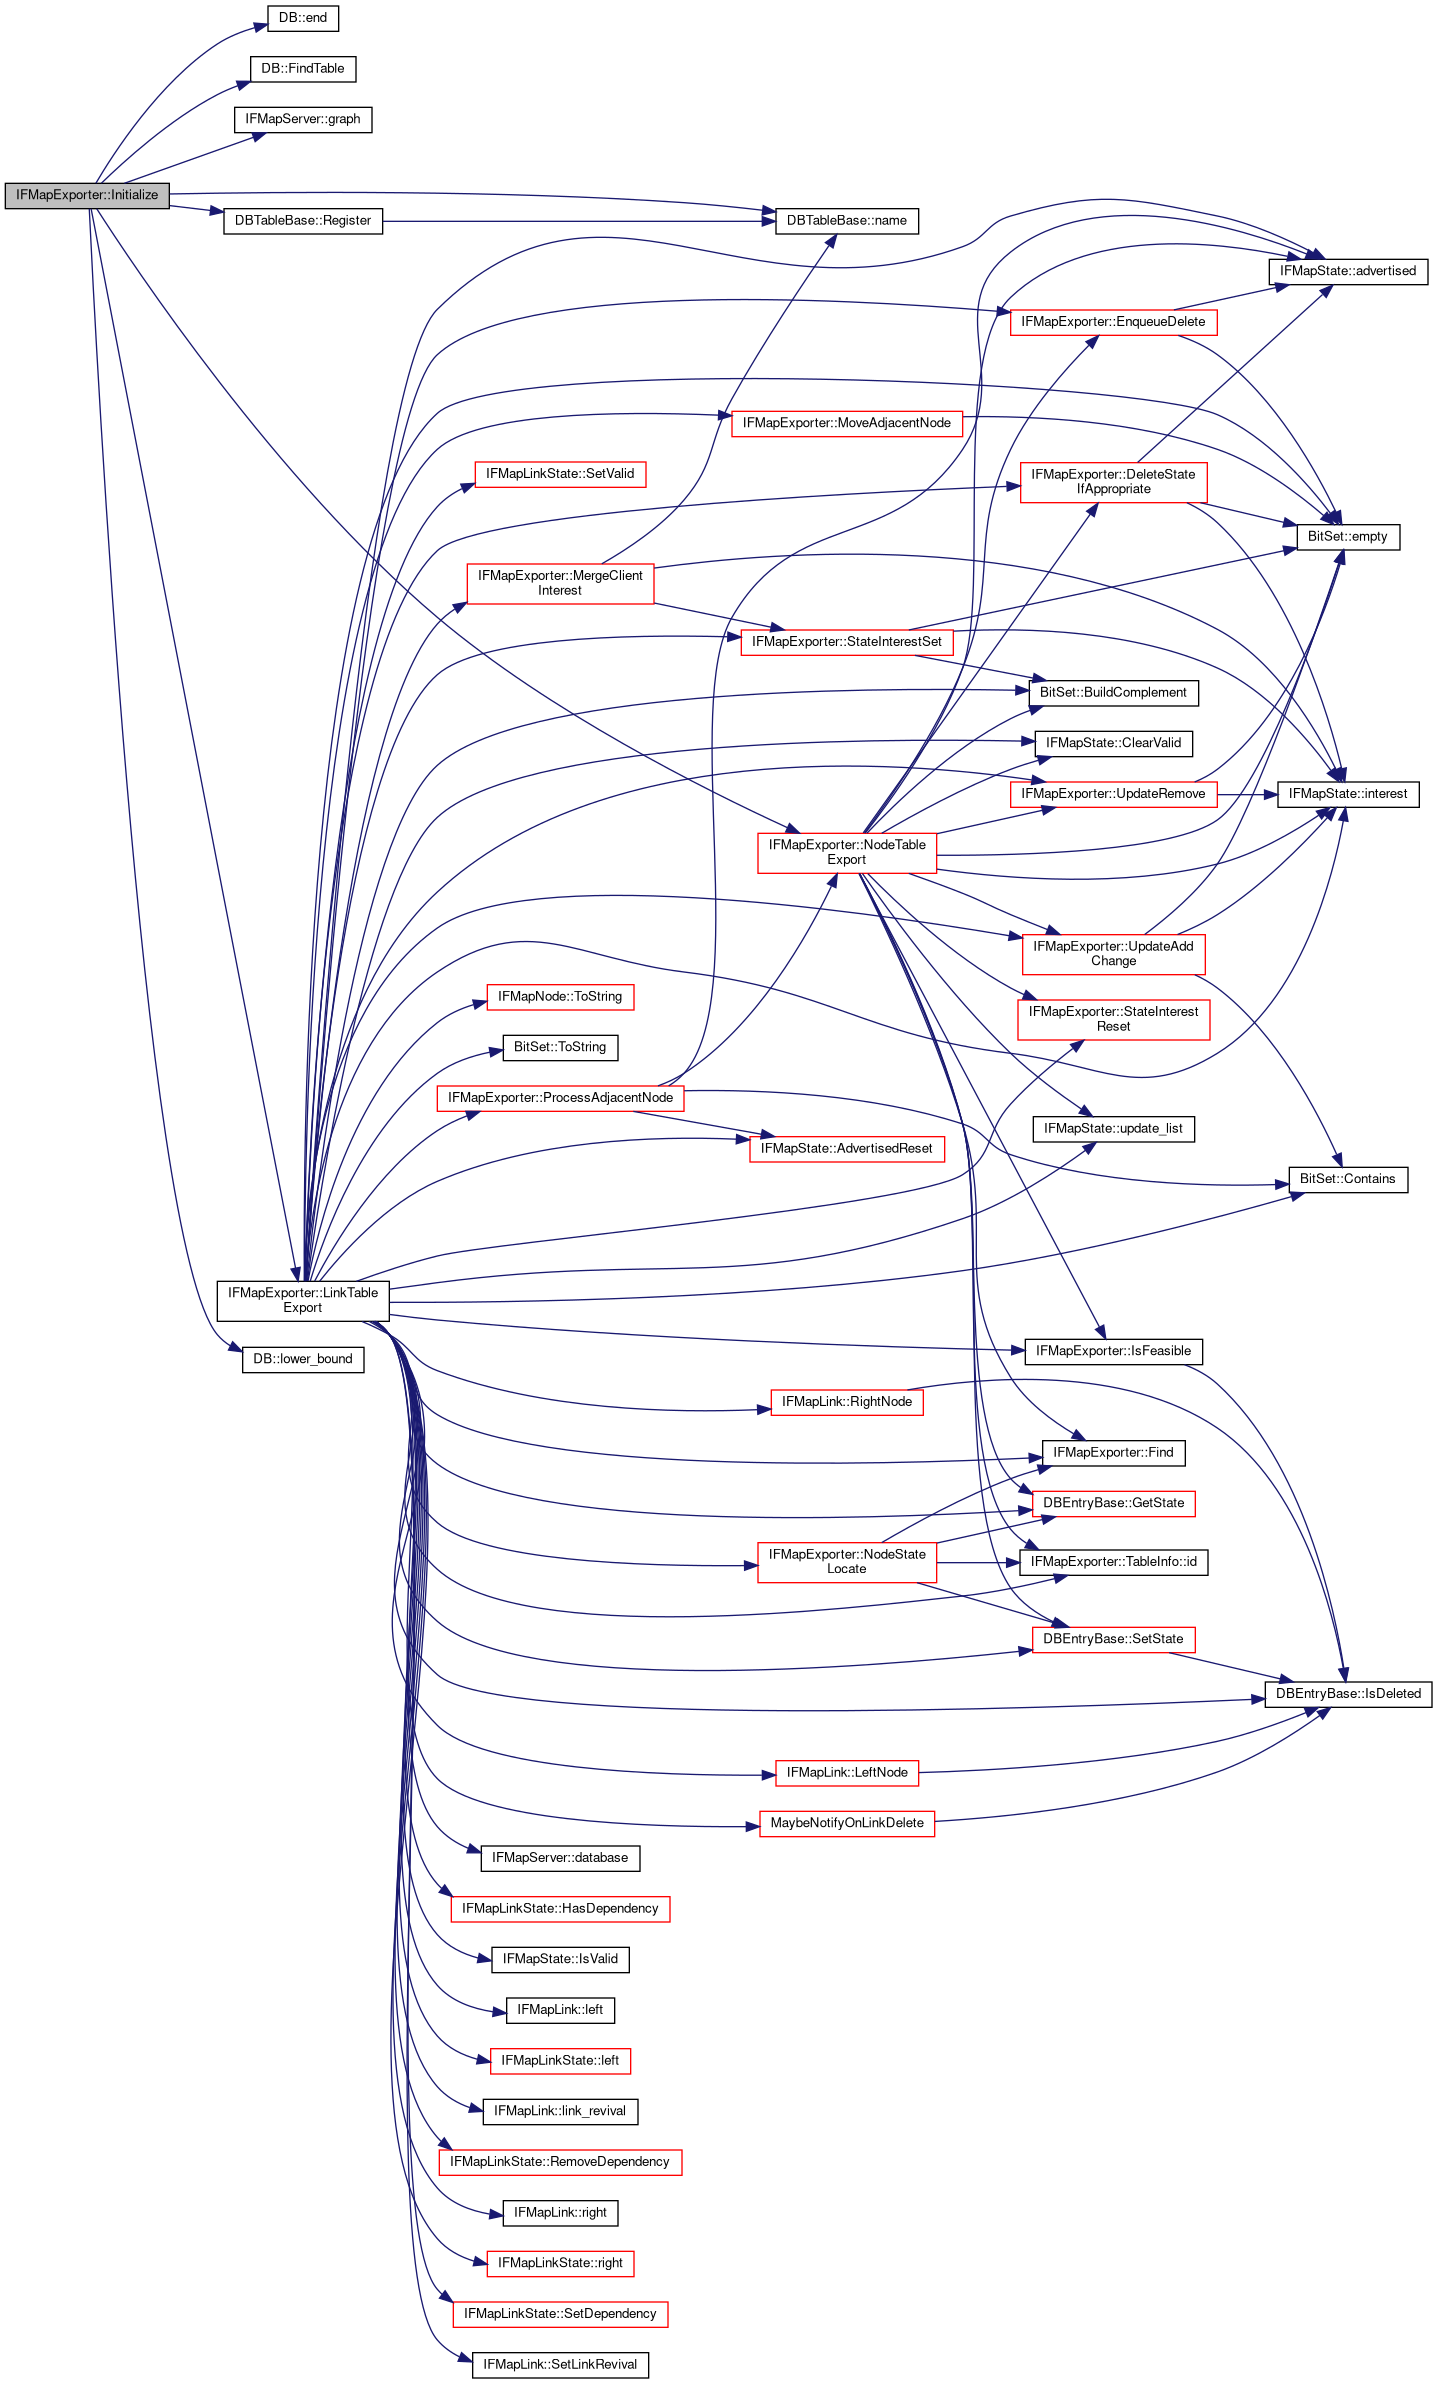 DB::end
DB::FindTable
IFMapServer::graph
IFMapExporter::Initialize
DBTableBase::Register
DBTableBase::name
IFMapState::advertised
IFMapExporter::EnqueueDelete
IFMapExporter::MoveAdjacentNode
IFMapLinkState::SetValid
IFMapExporter::DeleteState
IfAppropriate
BitSet::empty
IFMapExporter::MergeClient
Interest
IFMapExporter::StateInterestSet
BitSet::BuildComplement
IFMapState::ClearValid
IFMapExporter::UpdateRemove
IFMapState::interest
IFMapExporter::NodeTable
Export
IFMapExporter::UpdateAdd
Change
IFMapNode::ToString
IFMapExporter::StateInterest
Reset
BitSet::ToString
IFMapExporter::ProcessAdjacentNode
IFMapState::update_list
IFMapState::AdvertisedReset
BitSet::Contains
IFMapExporter::LinkTable
Export
DB::lower_bound
IFMapExporter::IsFeasible
IFMapLink::RightNode
IFMapExporter::Find
DBEntryBase::GetState
IFMapExporter::NodeState
Locate
IFMapExporter::TableInfo::id
DBEntryBase::SetState
DBEntryBase::IsDeleted
IFMapLink::LeftNode
MaybeNotifyOnLinkDelete
IFMapServer::database
IFMapLinkState::HasDependency
IFMapState::IsValid
IFMapLink::left
IFMapLinkState::left
IFMapLink::link_revival
IFMapLinkState::RemoveDependency
IFMapLink::right
IFMapLinkState::right
IFMapLinkState::SetDependency
IFMapLink::SetLinkRevival